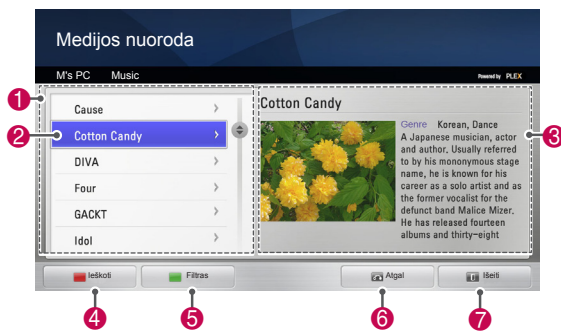 Medijos nuoroda
M's PC Music
Powered by PLEX
1
Cause
2
Cotton Candy
DIVA
Four
GACKT
Idol
Cotton Candy
3
Genre Korean, Dance
A Japanese musician, actor
and author. Usually referred
to by his mononymous stage
name, he is known for his
career as a solo artist and as
the former vocalist for the
defunct band Malice Mizer.
He has released fourteen
albums and thirty-eight
Ieškoti
Filtras
Atgal
Išeiti
4
5
6
7